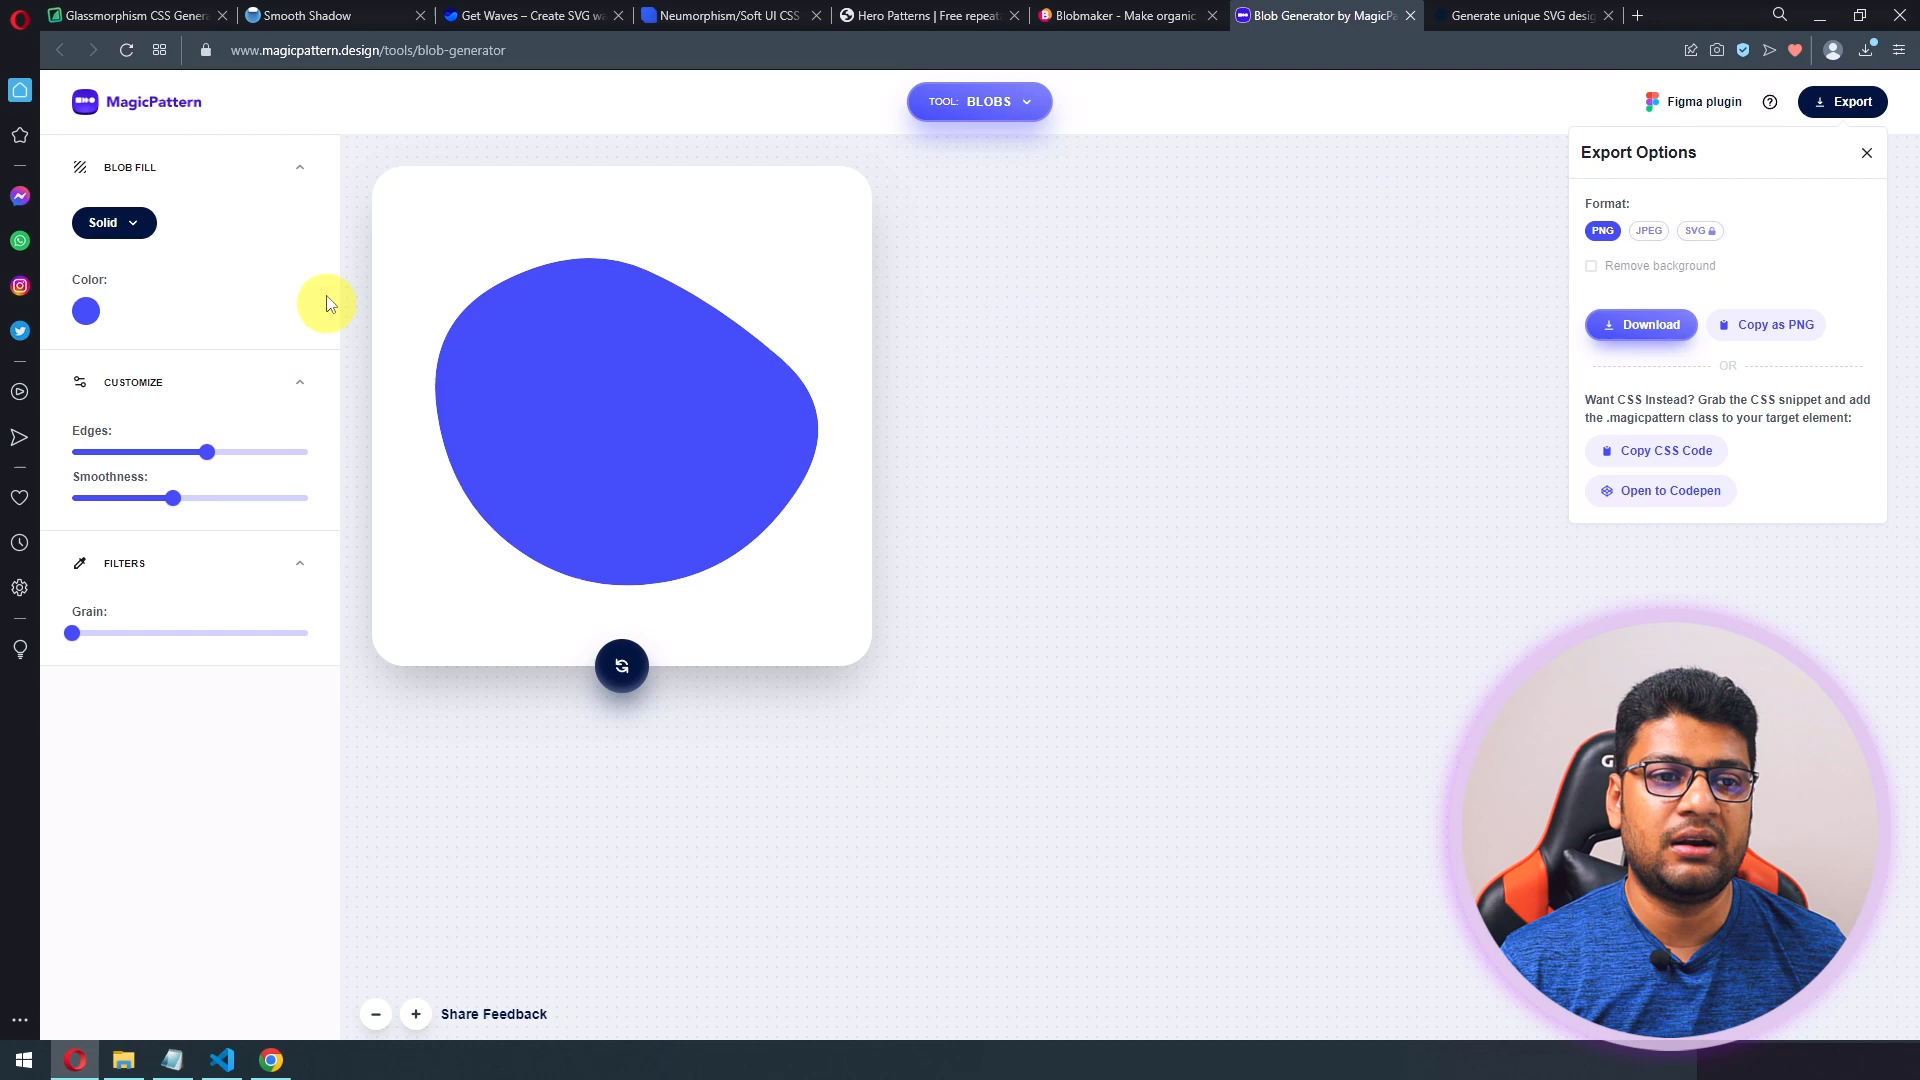 Glassmorphism CSS Genera
Smooth Shadow
Get Waves – Create SVG wa
Neumorphism/Soft UI CSS
Hero Patterns | Free repeata
Blobmaker - Make organic
Blob Generator by MagicPa
Generate unique SVG desig
www.magicpattern.design/tools/blob-generator
MagicPattern
TOOL: BLOBS
Figma plugin
Export
BLOB FILL
Solid
Color:
CUSTOMIZE
Edges:
Smoothness:
FILTERS
Grain:
Export Options
Format:
PNG
JPEG
SVG
Remove background
Download
Copy as PNG
OR
Want CSS Instead? Grab the CSS snippet and add
the .magicpattern class to your target element:
Copy CSS Code
Open to Codepen
Share Feedback